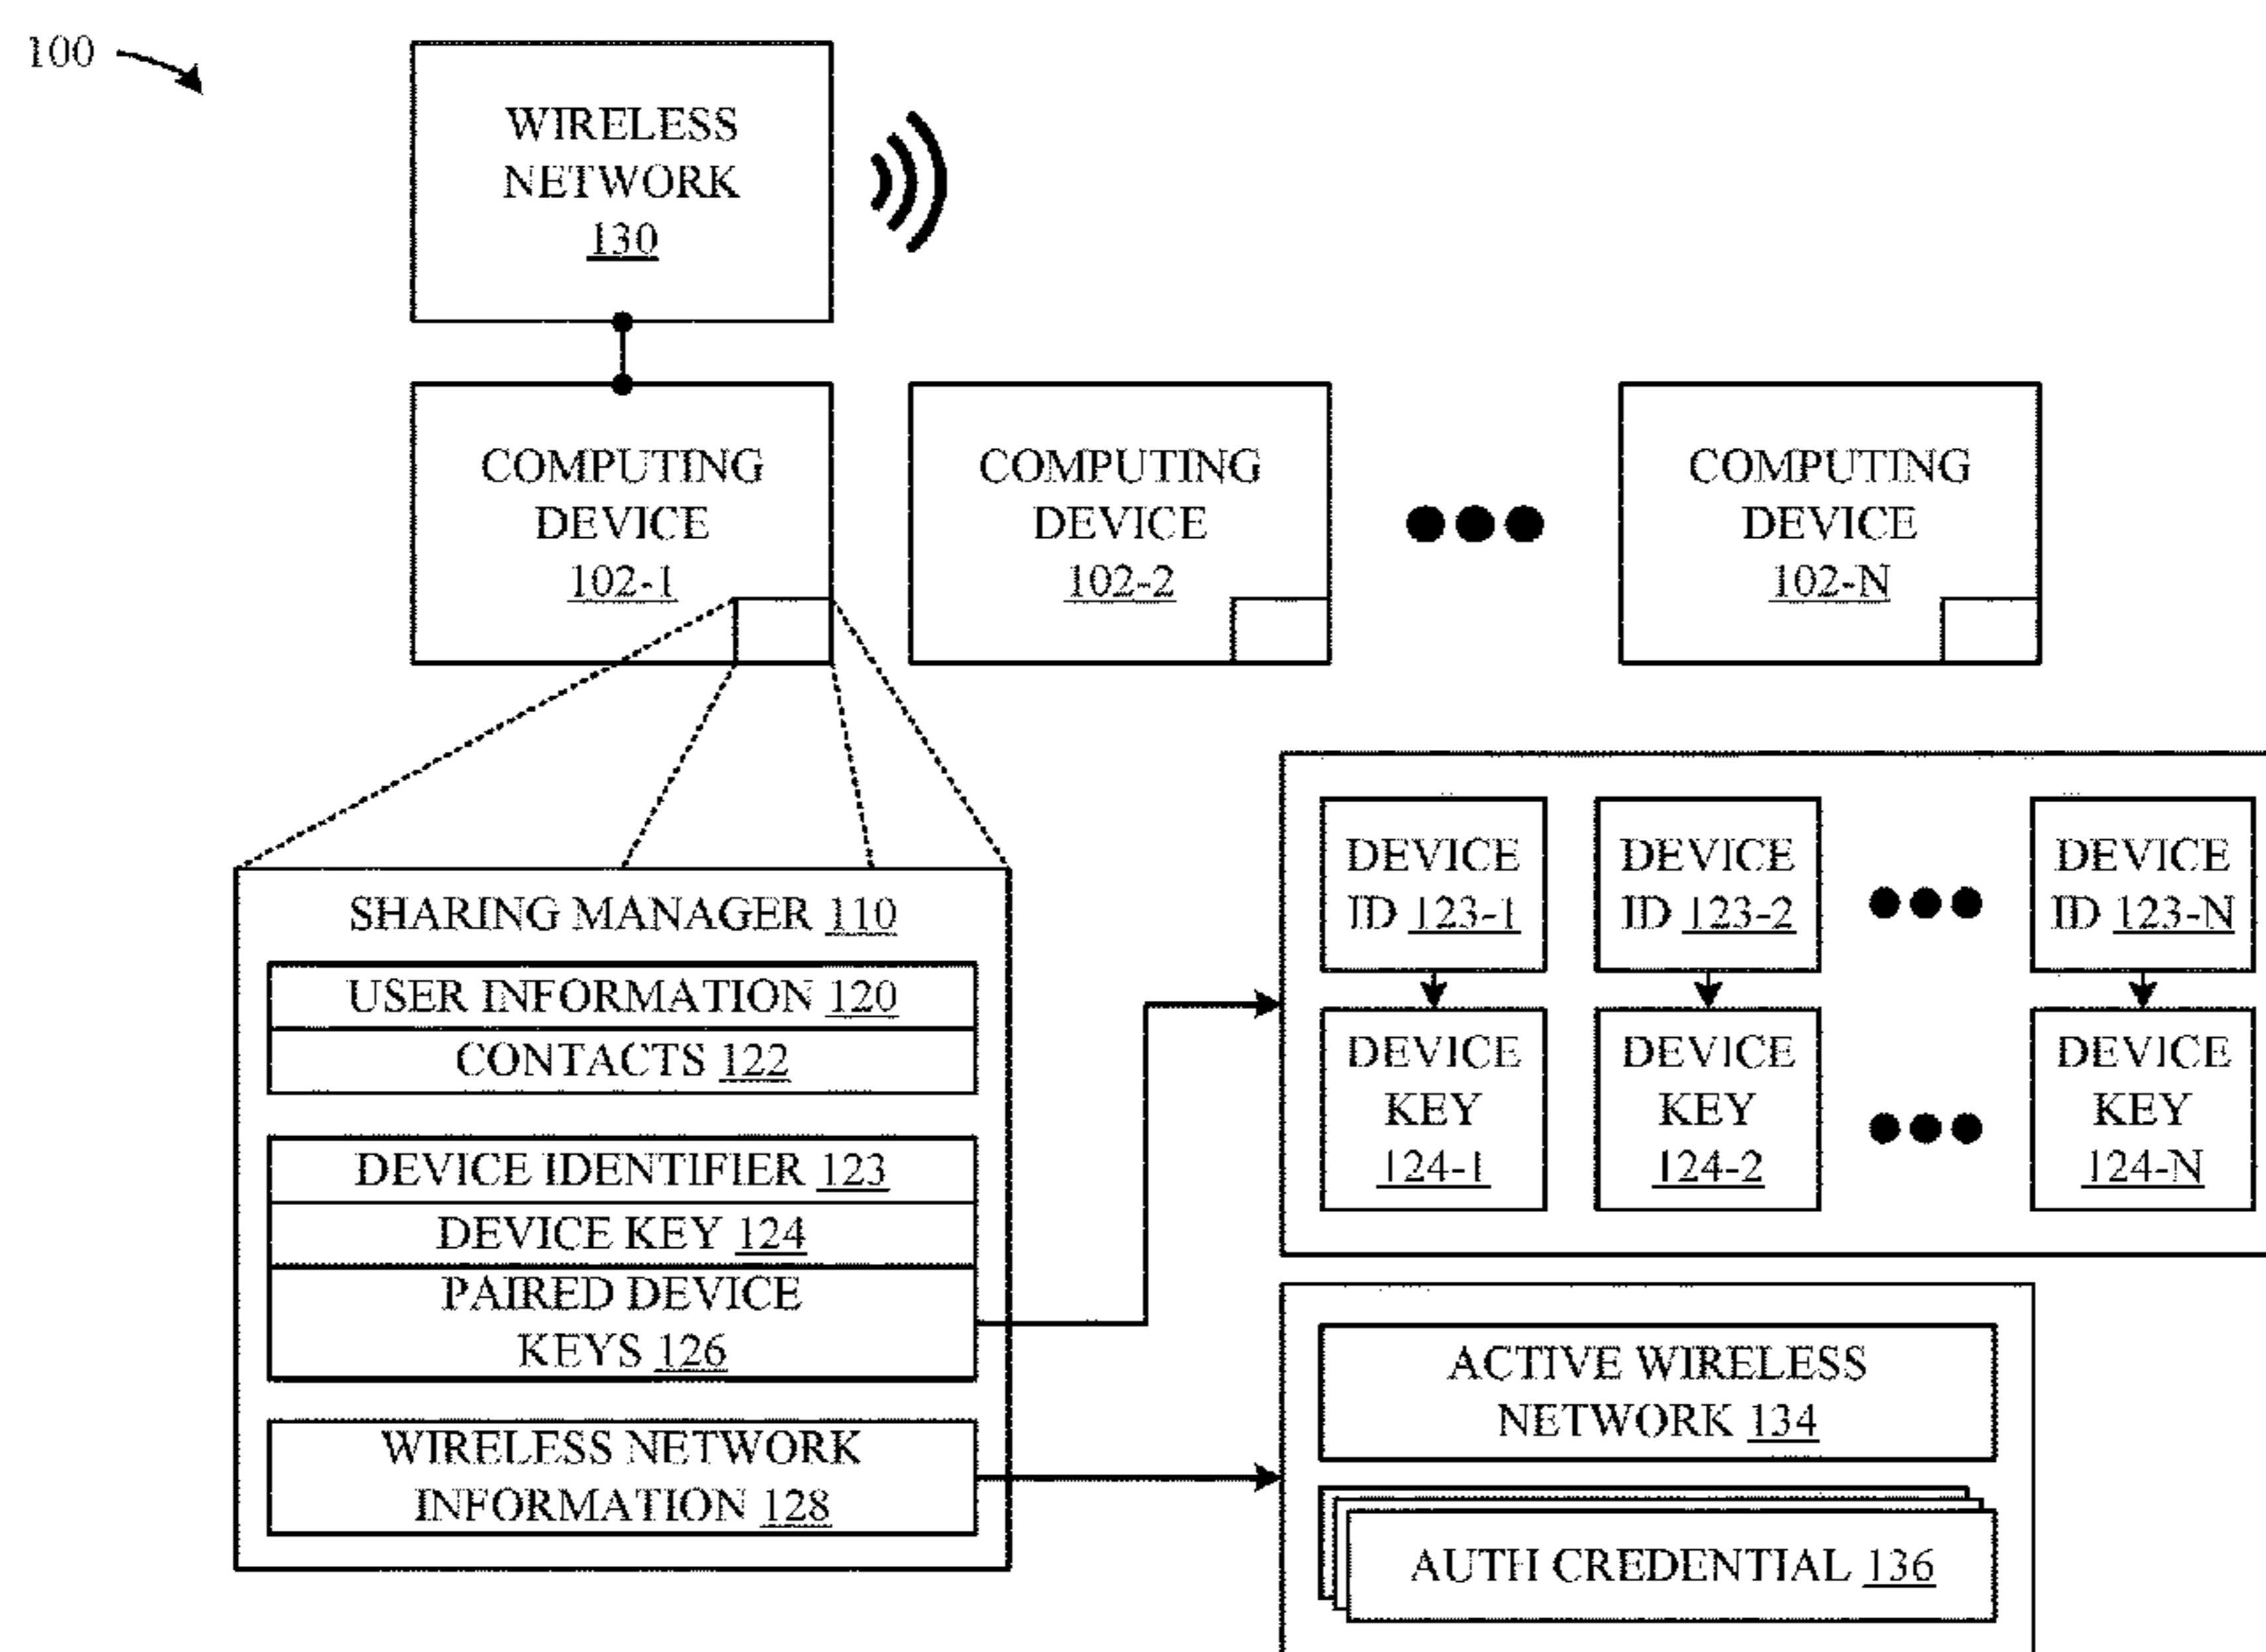 100
WIRELESS
NETWORK
130
COMPUTING
DEVICE
102-1
COMPUTING
DEVICE
102-2
COMPUTING
DEVICE
102-N
SHARING MANAGER 110
USER INFORMATION 120
CONTACTS 122
DEVICE IDENTIFIER 123
DEVICE KEY 124
PAIRED DEVICE
KEYS 126
WIRELESS NETWORK
INFORMATION 128
DEVICE
ID 123-1
DEVICE
ID 123-2
DEVICE
ID 123-N
DEVICE
KEY
124-1
DEVICE
KEY
124-2
DEVICE
KEY
124-N
ACTIVE WIRELESS
NETWORK 134
AUTH CREDENTIAL 136